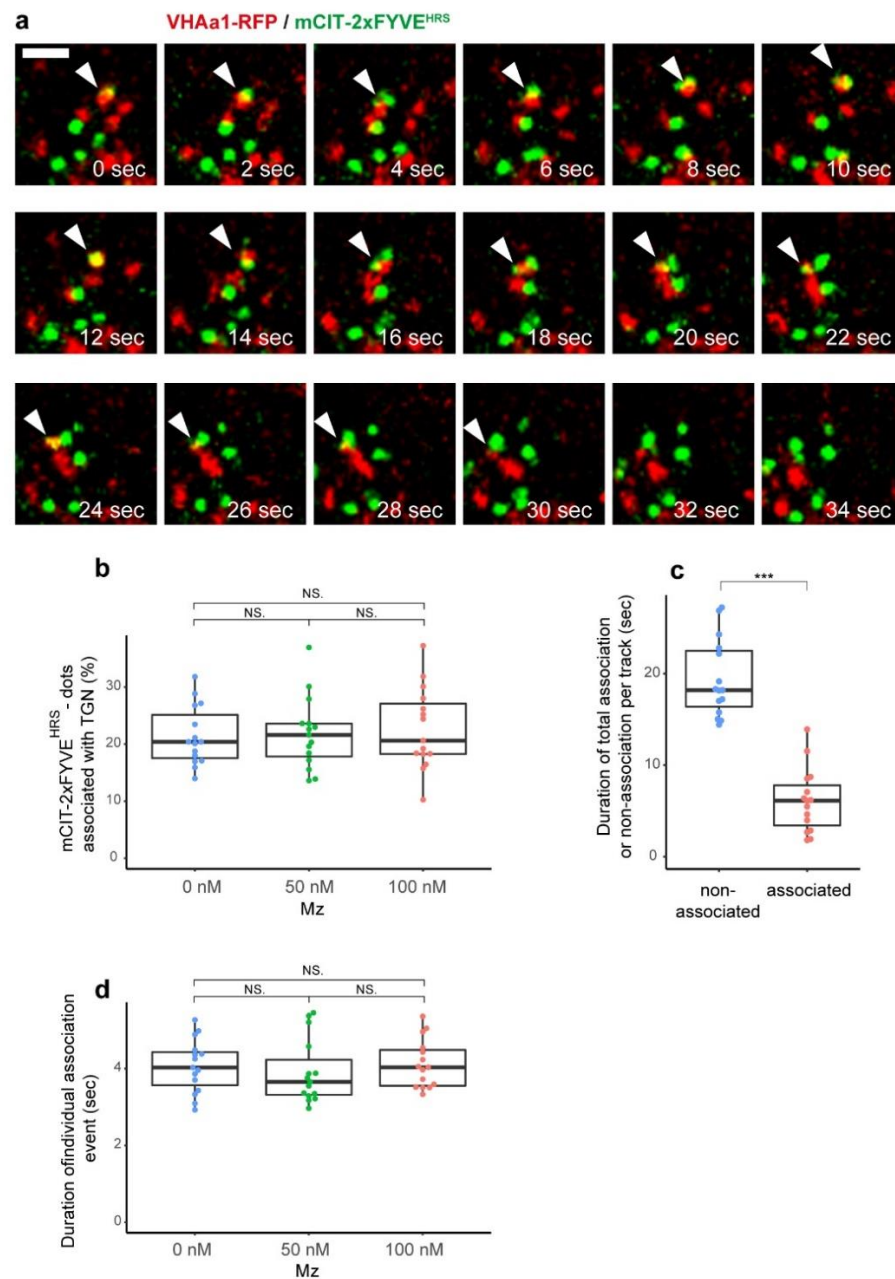 a
VHAa1-RFP / mCIT-2xFYVE^HRS
0 sec
2 sec
4 sec
6 sec
8 sec
10 sec
12 sec
14 sec
16 sec
18 sec
20 sec
22 sec
24 sec
26 sec
28 sec
30 sec
32 sec
34 sec
b
NS.
NS.
NS.
mCIT-2xFYVE^HRS - dots
associated with TGN (%)
30
20
10
0
0 nM
50 nM
100 nM
Mz
c
***
Duration of total association
or non-association per track (sec)
20
10
0
non-
associated
associated
d
NS.
NS.
NS.
Duration ofindividual association
event (sec)
4
2
0
0 nM
50 nM
100 nM
Mz